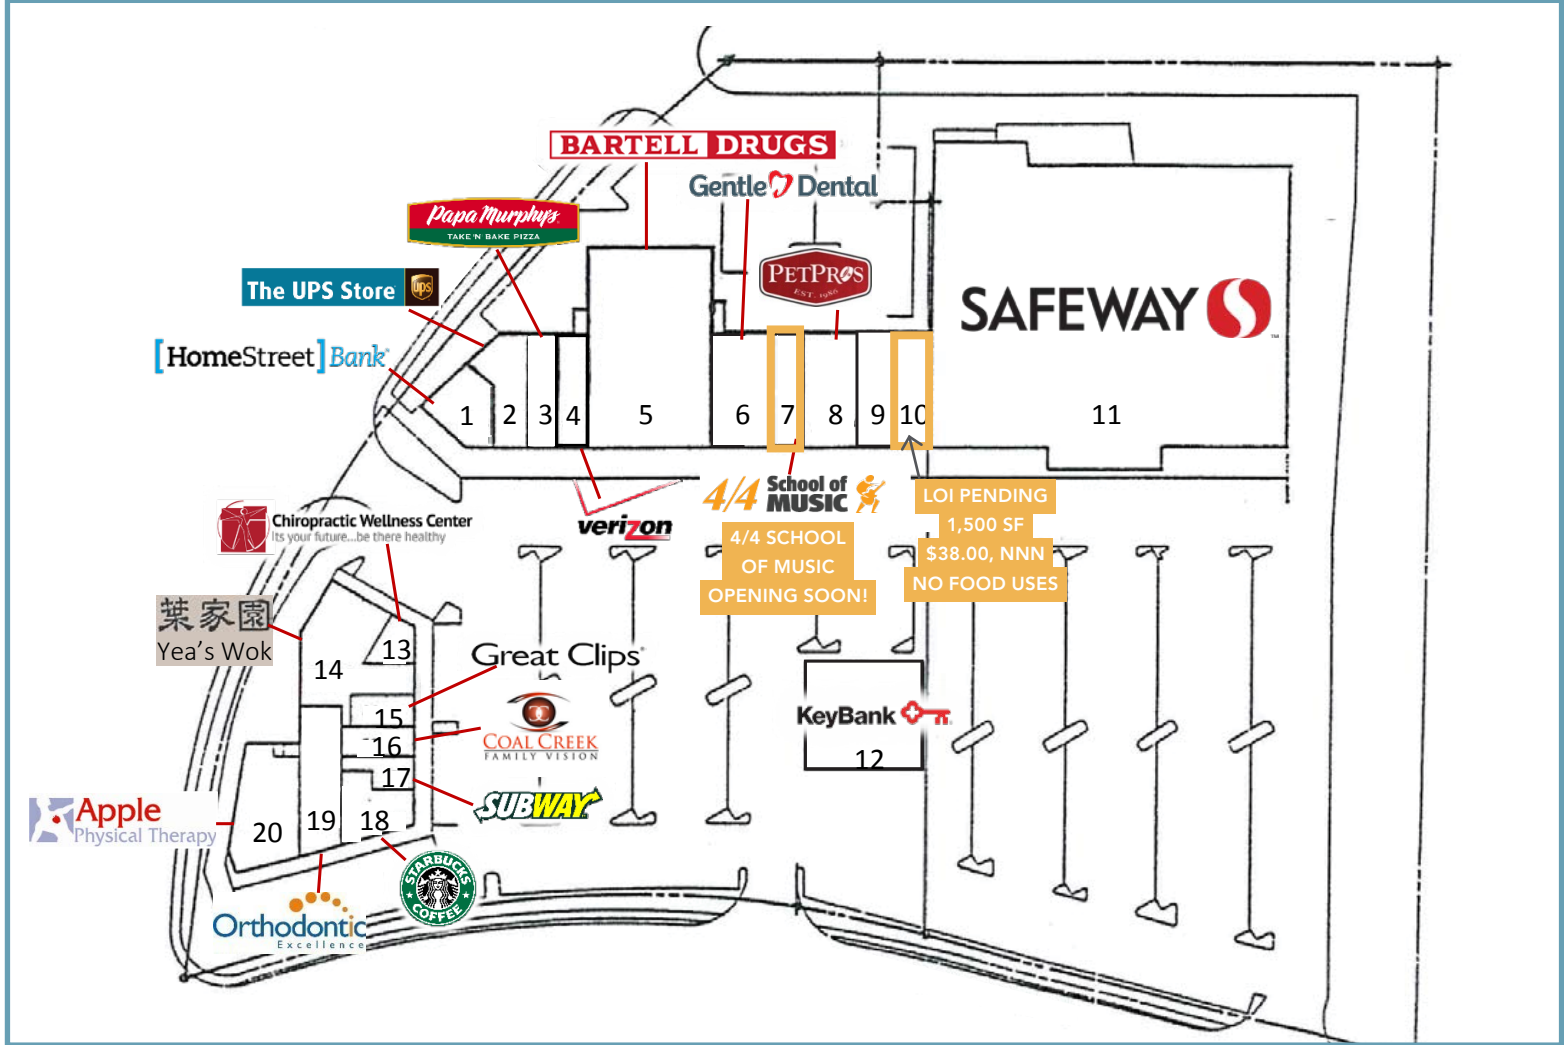 BARTELL DRUGS
Gentle Dental
Papa Murphy's
TAKE 'N BAKE PIZZA
PETPROS
EST. 1986
The UPS Store
ups
SAFEWAY
[HomeStreet] Bank
1
2
3
4
5
6
7
8
9
10
11
verizon
4/4 School of
MUSIC
4/4 SCHOOL
OF MUSIC
OPENING SOON!
LOI PENDING
1,500 SF
$38.00, NNN
NO FOOD USES
Chiropractic Wellness Center
Its your future...be there healthy
葉家園
Yea's Wok
13
14
Great Clips
15
COAL CREEK
FAMILY VISION
16
KeyBank
12
17
SUBWAY
Apple
Physical Therapy
20
19
18
STARBUCKS
COFFEE
Orthodontic
Excellence